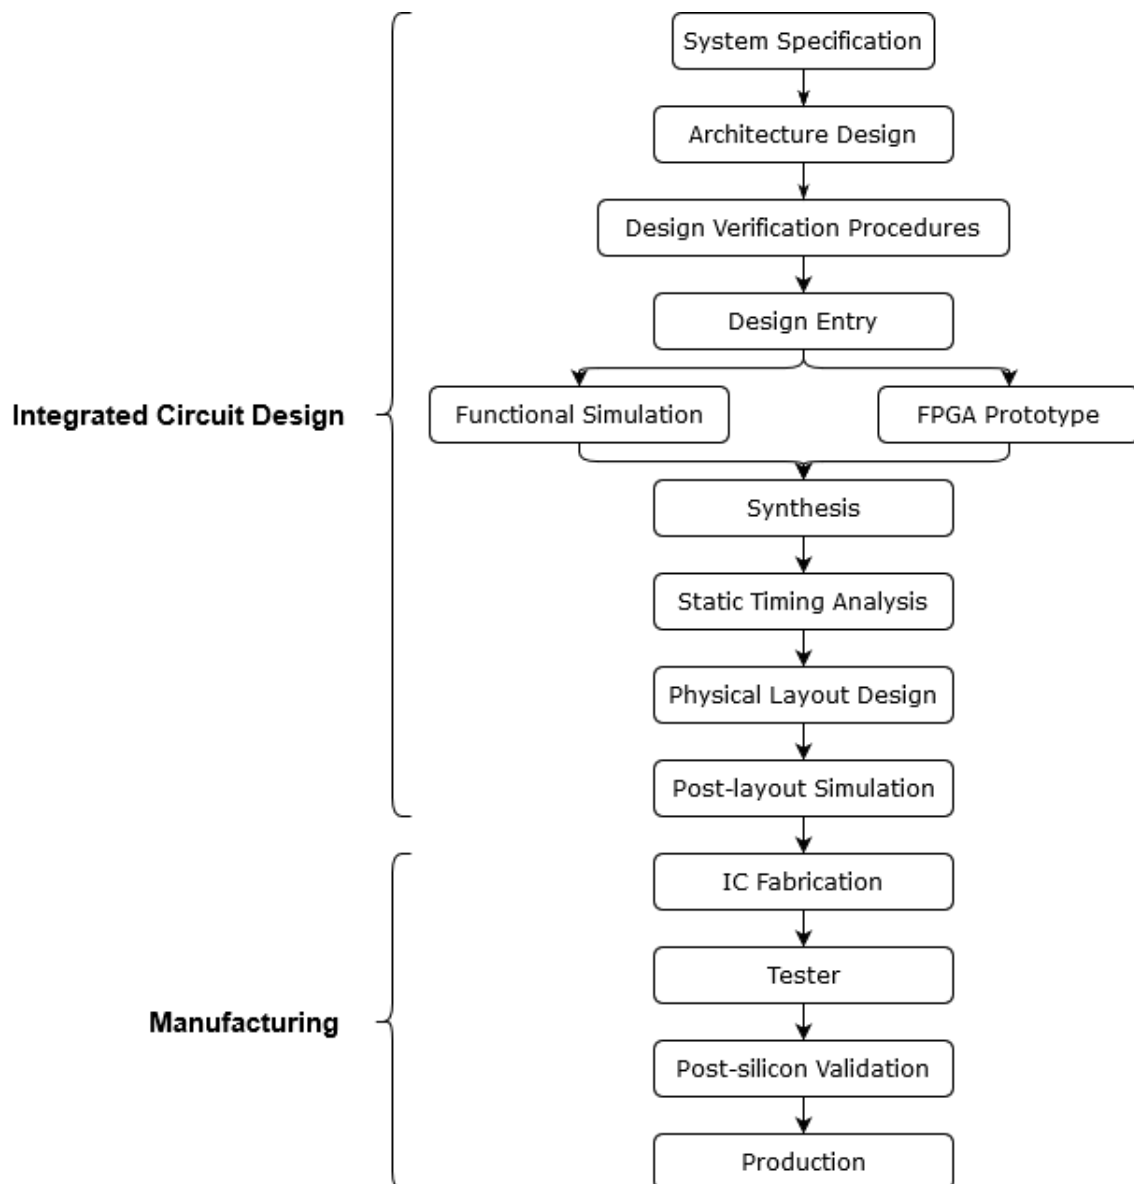 System Specification
Architecture Design
Design Verification Procedures
Design Entry
Integrated Circuit Design
Functional Simulation
FPGA Prototype
Synthesis
Static Timing Analysis
Physical Layout Design
Post-layout Simulation
IC Fabrication
Tester
Manufacturing
Post-silicon Validation
Production